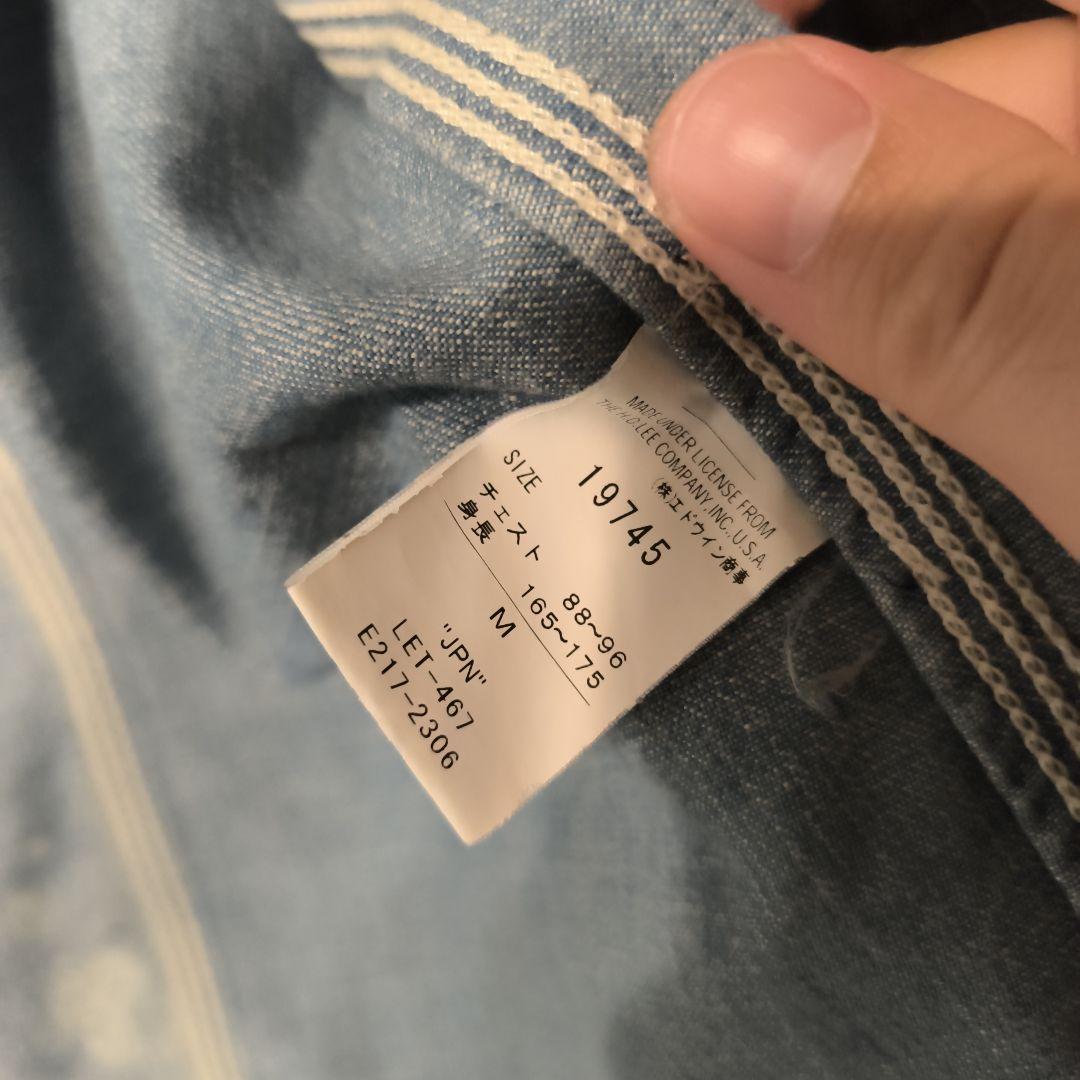 MADE UNDER LICENSE FROM
THE H.D.LEE COMPANY, INC., U.S.A.
(株)エドウイン商事
19745
SIZE
チェスト 88~96
身長 165~175
M
"JPN"
LET-467
E217-2306